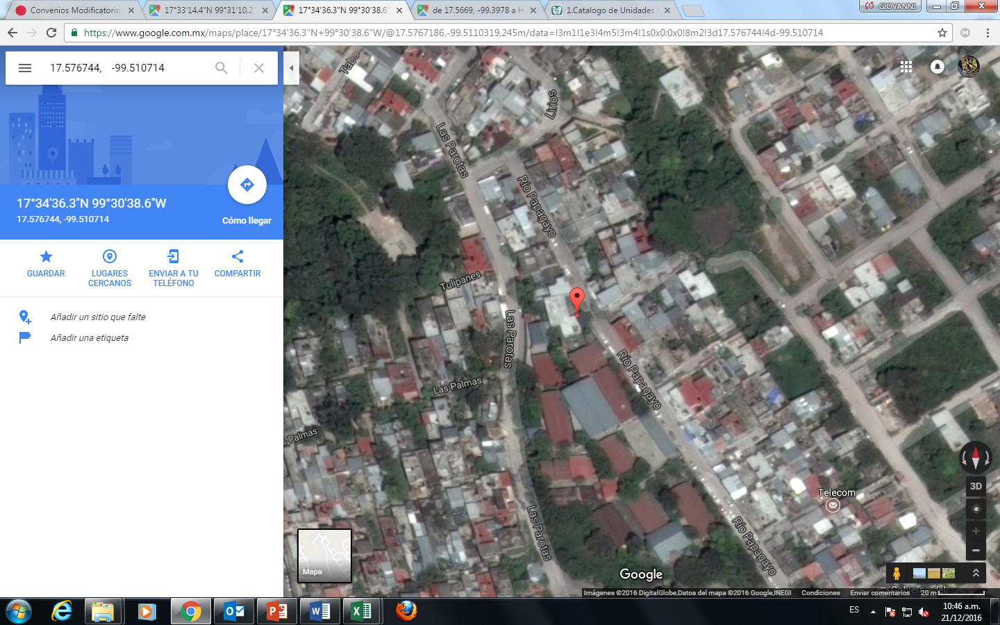 Convenios Modificatorio
17°33'14.4"N 99°31'10.2"
17°34'36.3"N 99°30'38.6"
de 17.5669, -99.3978 a H
1.Catalogo de Unidades
GIOVANNI
https://www.google.com.mx/maps/place/17°34'36.3"N+99°30'38.6"W/@17.5767186,-99.5110319,245m/data=!3m1!1e3!4m5!3m4!1s0x0:0x0!8m2!3d17.576744!4d-99.510714
17.576744, -99.510714
17°34'36.3"N 99°30'38.6"W
17.576744, -99.510714
Cómo llegar
GUARDAR
LUGARES CERCANOS
ENVIAR A TU TELÉFONO
COMPARTIR
Añadir un sitio que falte
Añadir una etiqueta
Lirios
Las Parotas
Río Papagayo
Tulipanes
Las Parotas
Río Papagayo
Las Palmas
s Palmas
Telecom
Las Parotas
Río Papagayo
3D
Mapa
Google
Imágenes ©2016 DigitalGlobe,Datos del mapa ©2016 Google,INEGI
Condiciones
Enviar comentarios
20 m
ES
10:46 a.m.
21/12/2016